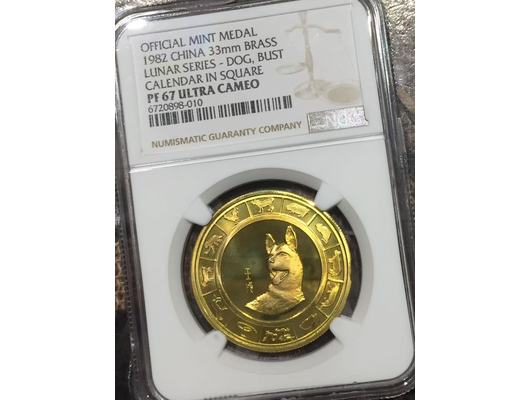 OFFICIAL MINT MEDAL
1982 CHINA 33mm BRASS
LUNAR SERIES - DOG, BUST
CALENDAR IN SQUARE
PF 67 ULTRA CAMEO
6720898-010
NUMISMATIC GUARANTY COMPANY
NGC